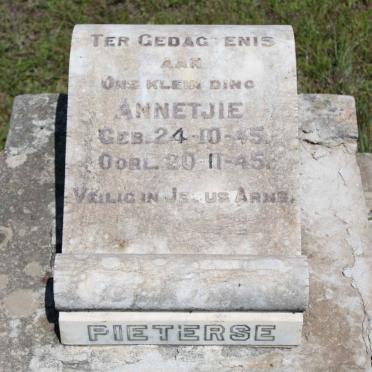 TER GEDAGTENIS
AAN
ONS KLEIN DING
ANNETJIE
GEB. 24-10-45.
OORL. 20-11-45.
VEILIG IN JESUS ARMS.
PIETERSE